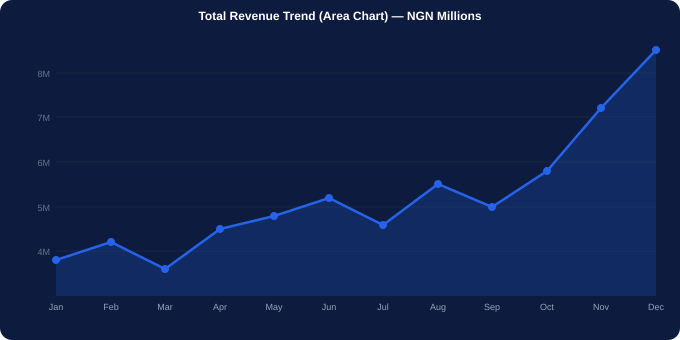 Total Revenue Trend (Area Chart) — NGN Millions
8M
7M
6M
5M
4M
Jan Feb Mar Apr May Jun Jul Aug Sep Oct Nov Dec